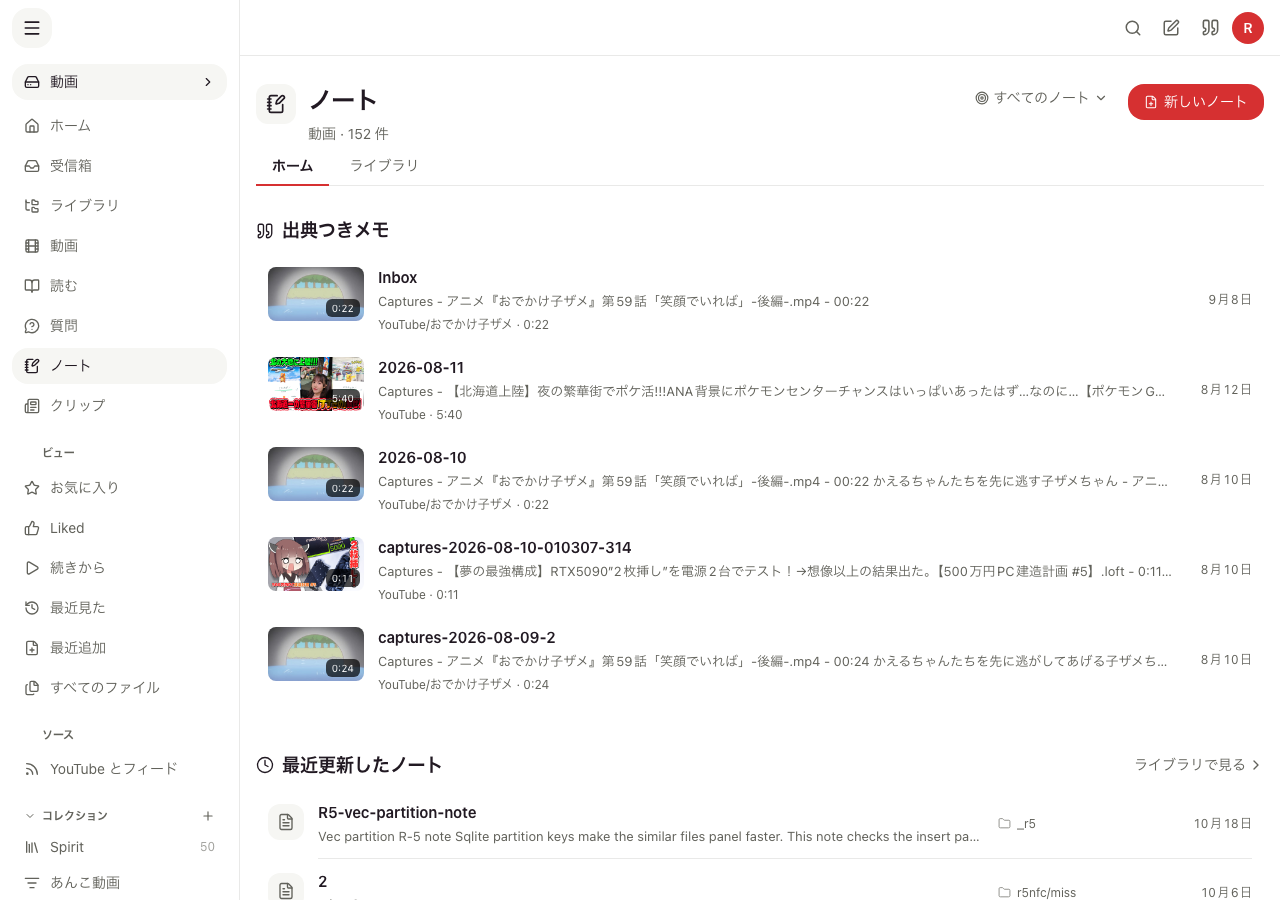 R
動画
ホーム
受信箱
ライブラリ
動画
読む
質問
ノート
クリップ
ビュー
お気に入り
Liked
続きから
最近見た
最近追加
すべてのファイル
ソース
YouTube とフィード
コレクション
Spirit 50
あんこ動画
ノート
動画 · 152 件
すべてのノート
新しいノート
ホーム ライブラリ
出典つきメモ
0:22
Inbox
Captures - アニメ『おでかけ子ザメ』第59話「笑顔でいれば」-後編-.mp4 - 00:22
YouTube/おでかけ子ザメ · 0:22
9月8日
5:40
2026-08-11
Captures - 【北海道上陸】夜の繁華街でポケ活!!!ANA背景にポケモンセンターチャンスはいっぱいあったはず...なのに...【ポケモンG...
YouTube · 5:40
8月12日
0:22
2026-08-10
Captures - アニメ『おでかけ子ザメ』第59話「笑顔でいれば」-後編-.mp4 - 00:22 かえるちゃんたちを先に逃す子ザメちゃん - アニ...
YouTube/おでかけ子ザメ · 0:22
8月10日
0:11
captures-2026-08-10-010307-314
Captures - 【夢の最強構成】RTX5090”2枚挿し”を電源2台でテスト！→想像以上の結果出た。【500万円PC建造計画 #5】.loft - 0:11...
YouTube · 0:11
8月10日
0:24
captures-2026-08-09-2
Captures - アニメ『おでかけ子ザメ』第59話「笑顔でいれば」-後編-.mp4 - 00:24 かえるちゃんたちを先に逃がしてあげる子ザメち...
YouTube/おでかけ子ザメ · 0:24
8月10日
最近更新したノート
ライブラリで見る
R5-vec-partition-note
Vec partition R-5 note Sqlite partition keys make the similar files panel faster. This note checks the insert pa...
_r5
10月18日
2
r5nfc/miss
10月6日